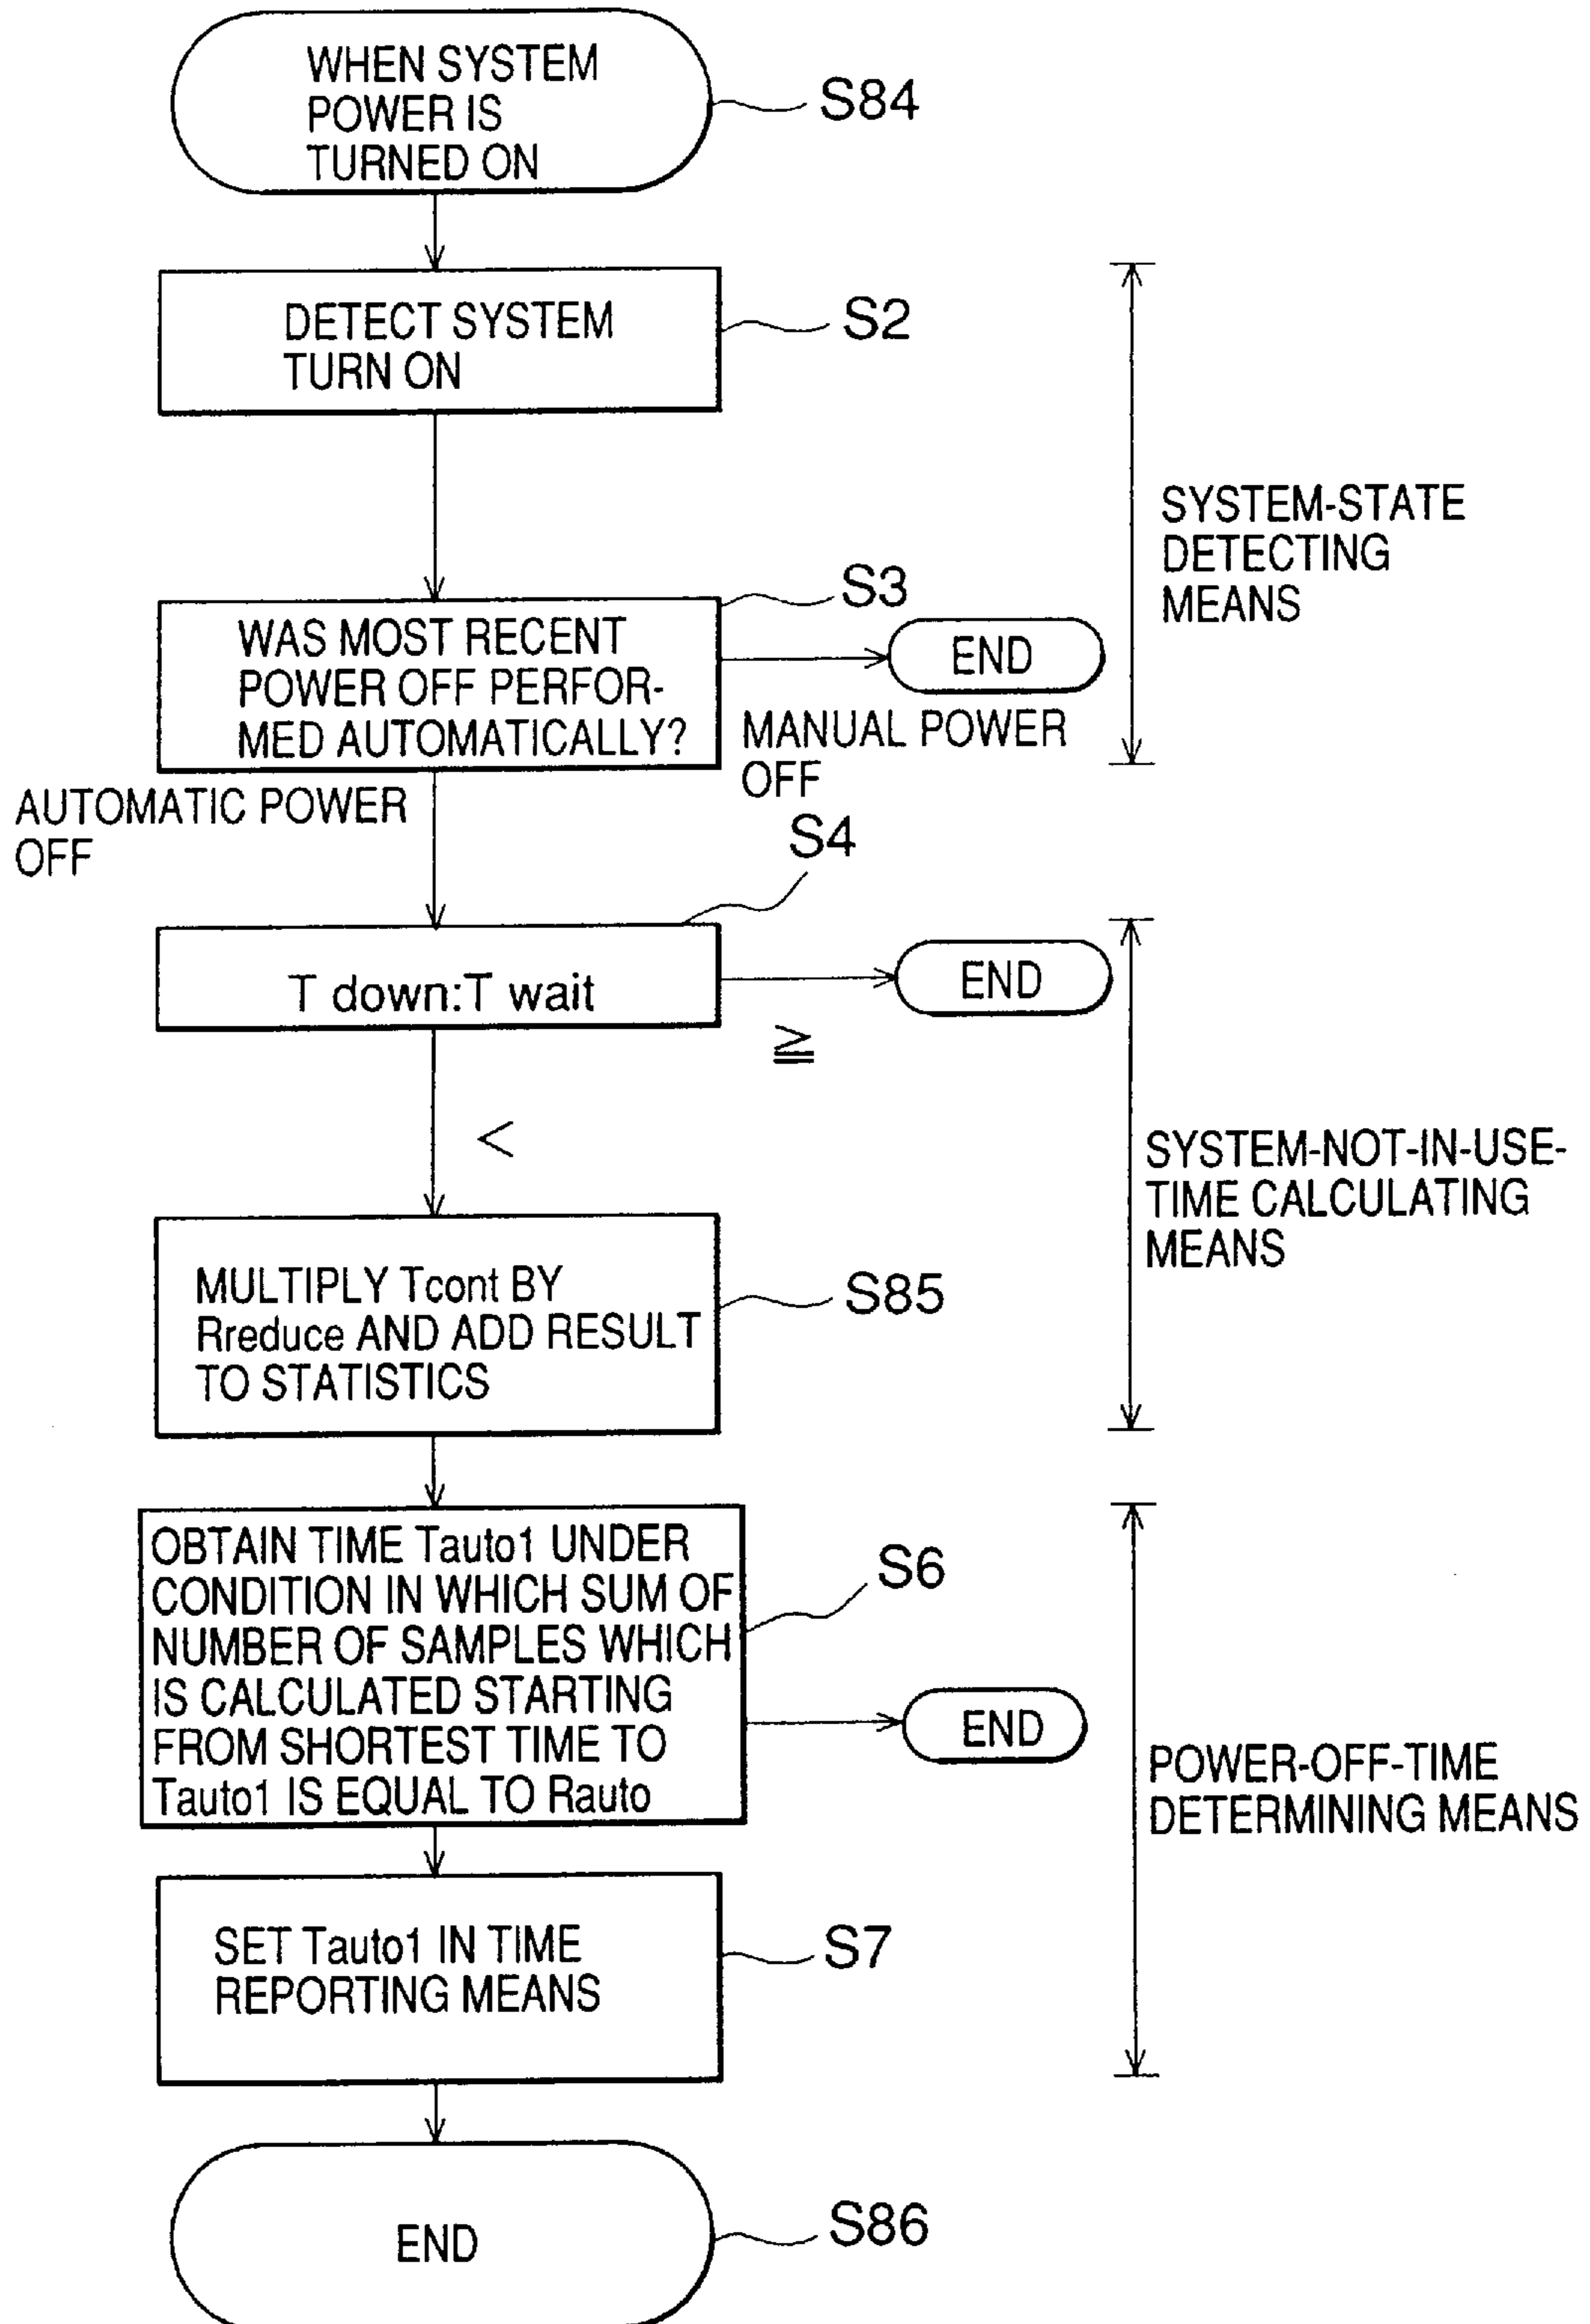 WHEN SYSTEM
POWER IS
TURNED ON
S84
DETECT SYSTEM
TURN ON
S2
SYSTEM-STATE
DETECTING
MEANS
S3
WAS MOST RECENT
POWER OFF PERFOR-
MED AUTOMATICALLY?
END
MANUAL POWER
OFF
AUTOMATIC POWER
OFF
S4
T down:T wait
END
≧
<
SYSTEM-NOT-IN-USE-
TIME CALCULATING
MEANS
MULTIPLY Tcont BY
Rreduce AND ADD RESULT
TO STATISTICS
S85
OBTAIN TIME Tauto1 UNDER
CONDITION IN WHICH SUM OF
NUMBER OF SAMPLES WHICH
IS CALCULATED STARTING
FROM SHORTEST TIME TO
Tauto1 IS EQUAL TO Rauto
S6
END
POWER-OFF-TIME
DETERMINING MEANS
SET Tauto1 IN TIME
REPORTING MEANS
S7
END
S86